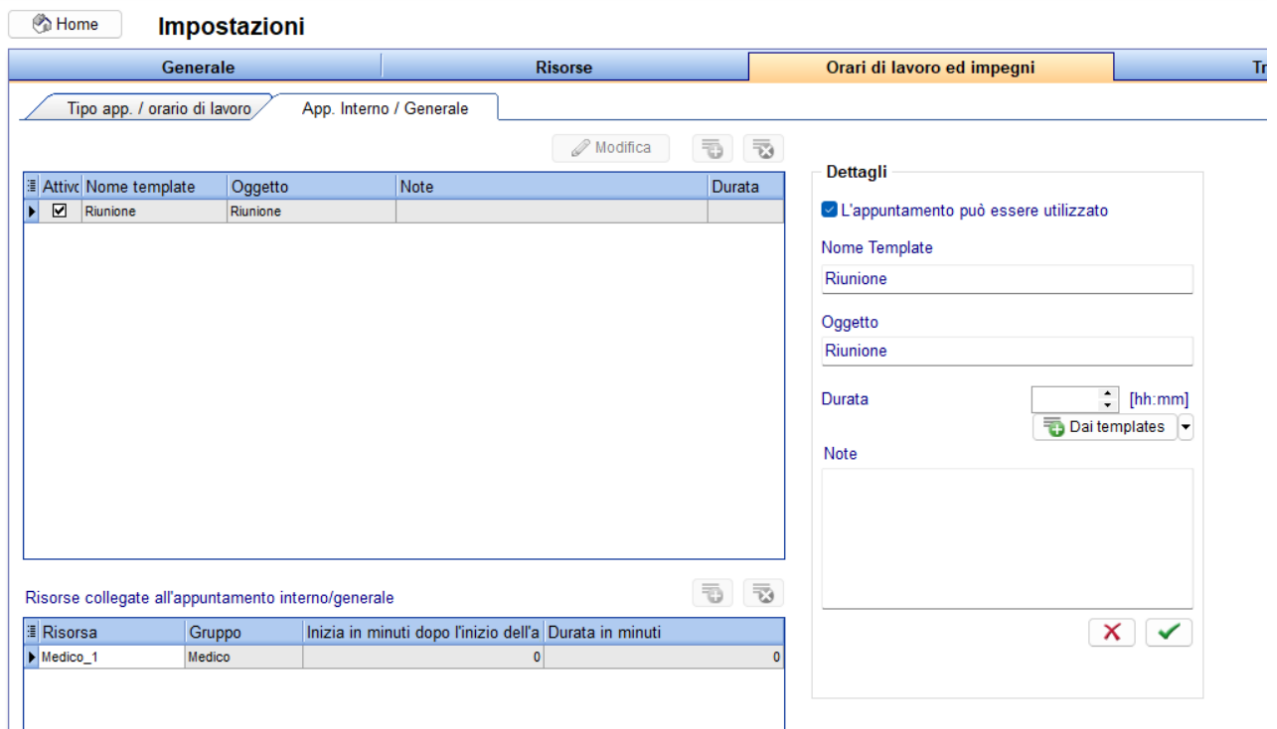 Home
Impostazioni
Generale
Risorse
Orari di lavoro ed impegni
Tipo app. / orario di lavoro
App. Interno / Generale
Modifica
Attivo Nome template Oggetto Note Durata
Riunione Riunione
Risorse collegate all'appuntamento interno/generale
Risorsa Gruppo Inizia in minuti dopo l'inizio dell'a Durata in minuti
Medico_1 Medico 0 0
Dettagli
L'appuntamento può essere utilizzato
Nome Template
Riunione
Oggetto
Riunione
Durata [hh:mm]
Dai templates
Note